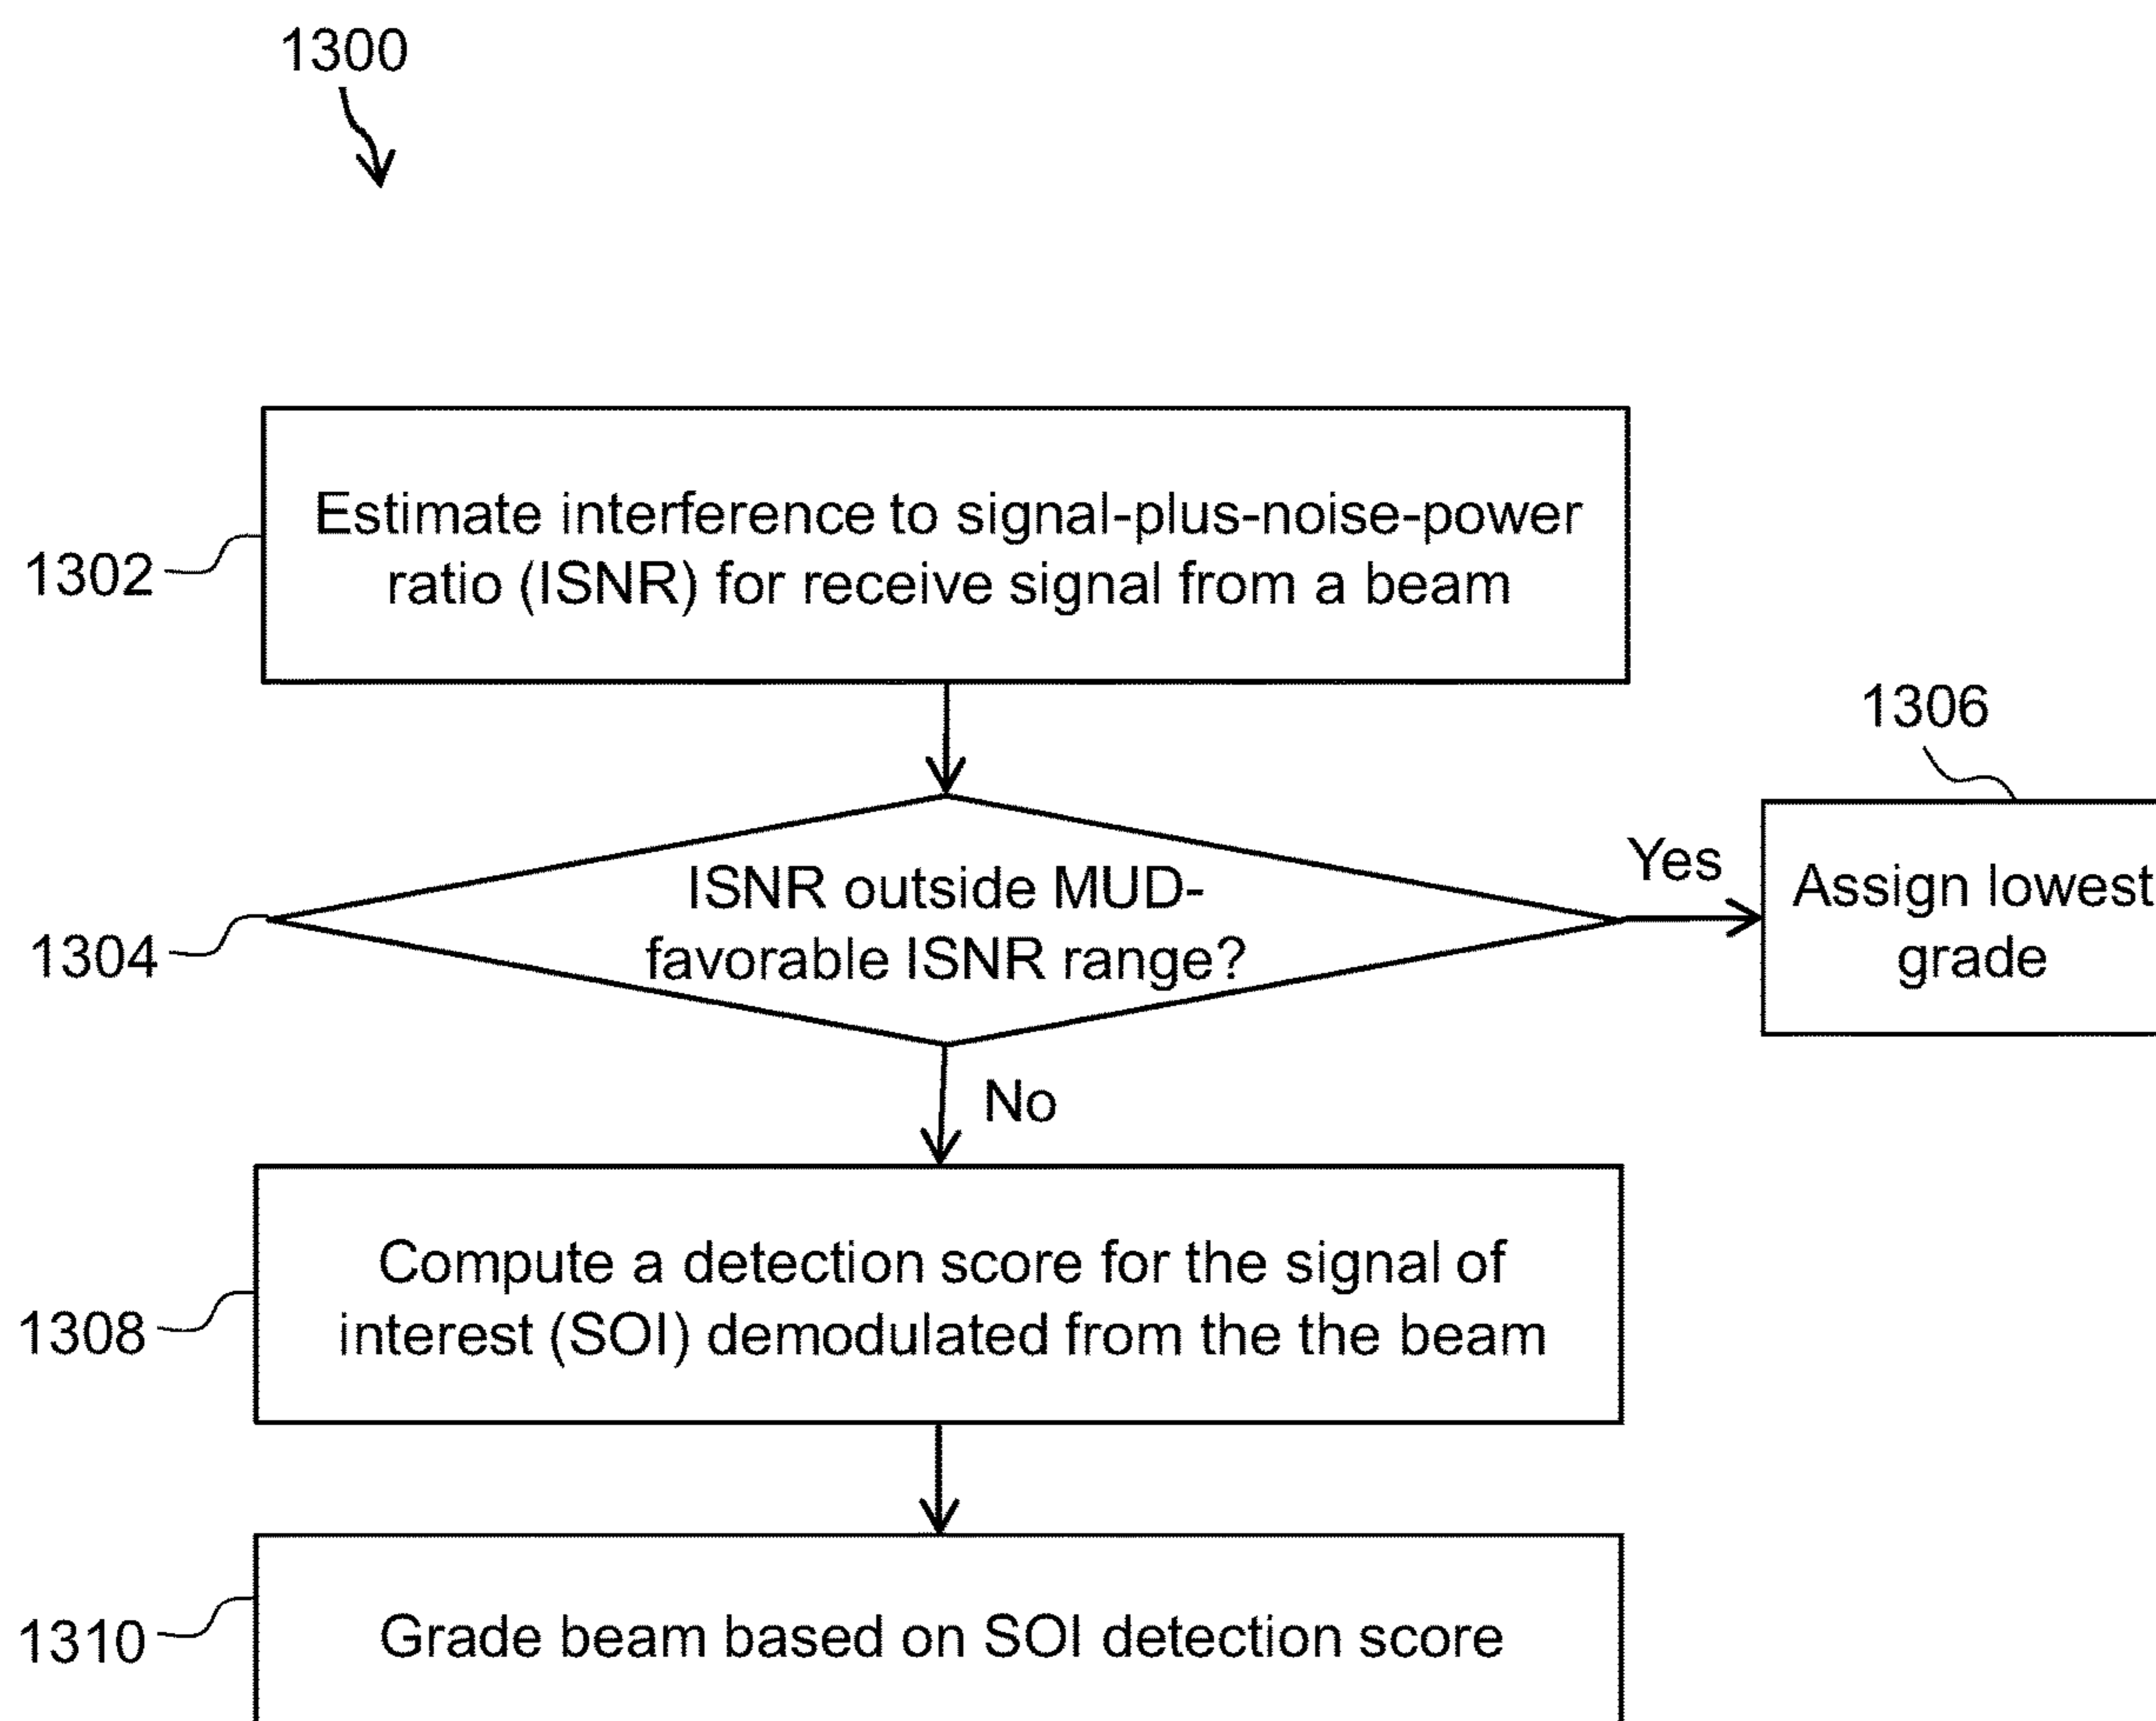 1300
Estimate interference to signal-plus-noise-power
ratio (ISNR) for receive signal from a beam
1302
1306
ISNR outside MUD-
favorable ISNR range?
1304
Yes
Assign lowest
grade
No
Compute a detection score for the signal of
interest (SOI) demodulated from the the beam
1308
Grade beam based on SOI detection score
1310